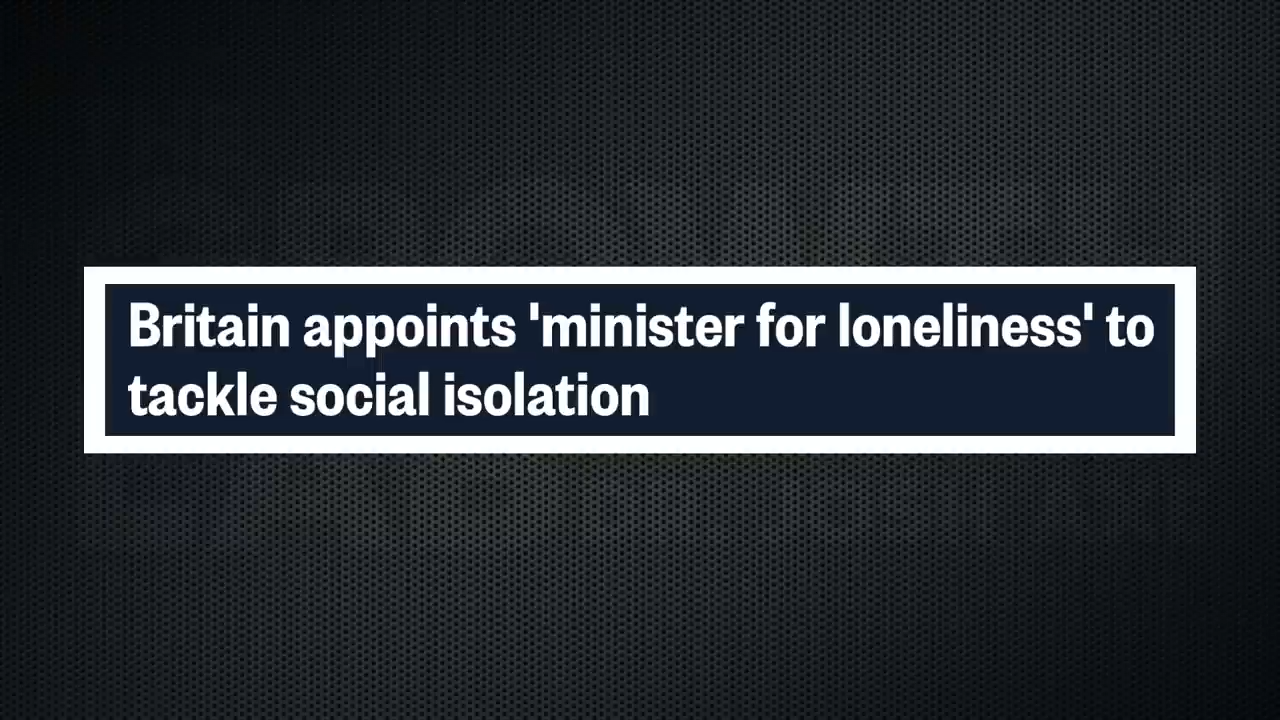 Britain appoints 'minister for loneliness' to
tackle social isolation